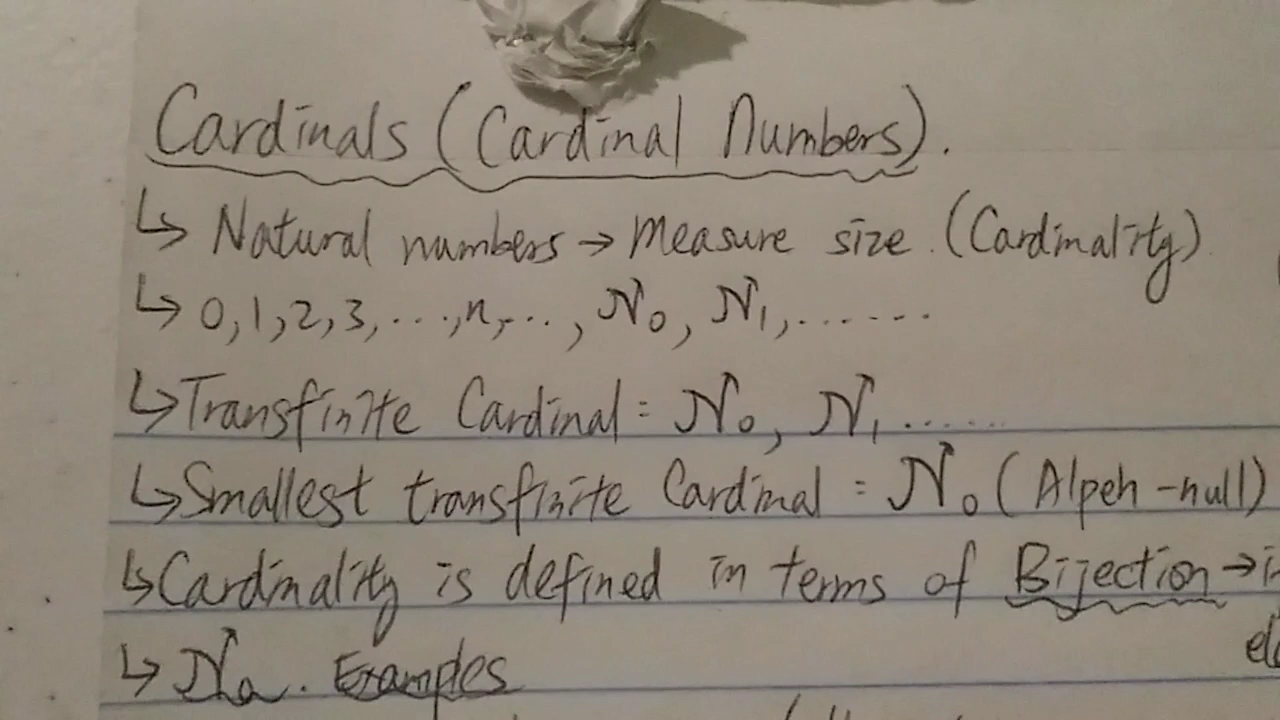 Cardinals (Cardinal Numbers).
↳ Natural numbers → Measure size. (Cardinality)
↳ 0, 1, 2, 3, ..., n, ..., ℵ₀, ℵ₁, ......
↳ Transfinite Cardinal = ℵ₀, ℵ₁ ......
↳ Smallest transfinite Cardinal = ℵ₀ (Alpeh-null)
↳ Cardinality is defined in terms of Bijection →
↳ ℵₐ. Examples